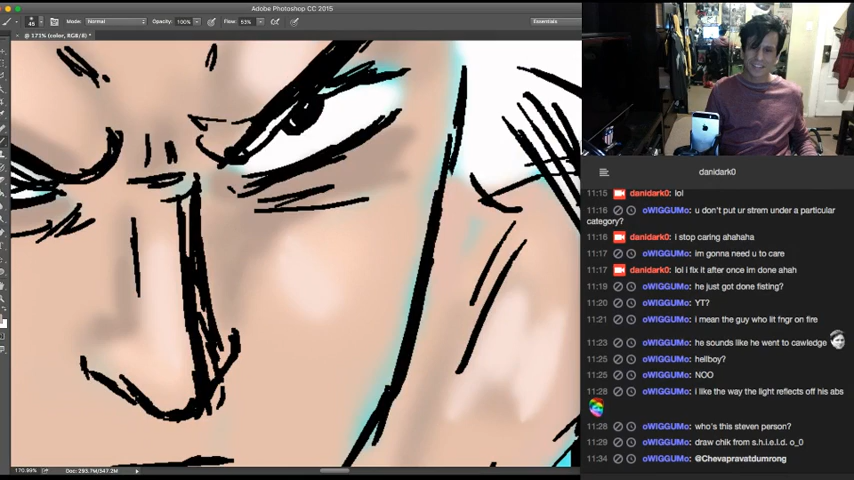 Adobe Photoshop CC 2015
45
Mode: Normal
Opacity: 100%
Flow: 53%
Essentials
@ 171% (color, RGB/8) *
danidark0
11:15 danidark0: lol
11:16 oWIGGUMo: u don't put ur strem under a particular
category?
11:16 danidark0: i stop caring ahahaha
11:17 oWIGGUMo: im gonna need u to care
11:17 danidark0: lol i fix it after once im done ahah
11:19 oWIGGUMo: he just got done fisting?
11:20 oWIGGUMo: YT?
11:21 oWIGGUMo: i mean the guy who lit fngr on fire
11:23 oWIGGUMo: he sounds like he went to cawledge
11:25 oWIGGUMo: hellboy?
11:25 oWIGGUMo: NOO
11:28 oWIGGUMo: i like the way the light reflects off his abs
11:28 oWIGGUMo: who's this steven person?
11:29 oWIGGUMo: draw chik from s.h.i.e.l.d. o_0
11:34 oWIGGUMo: @Chevapravatdumrong
170.99%
Doc: 293.7M/547.2M